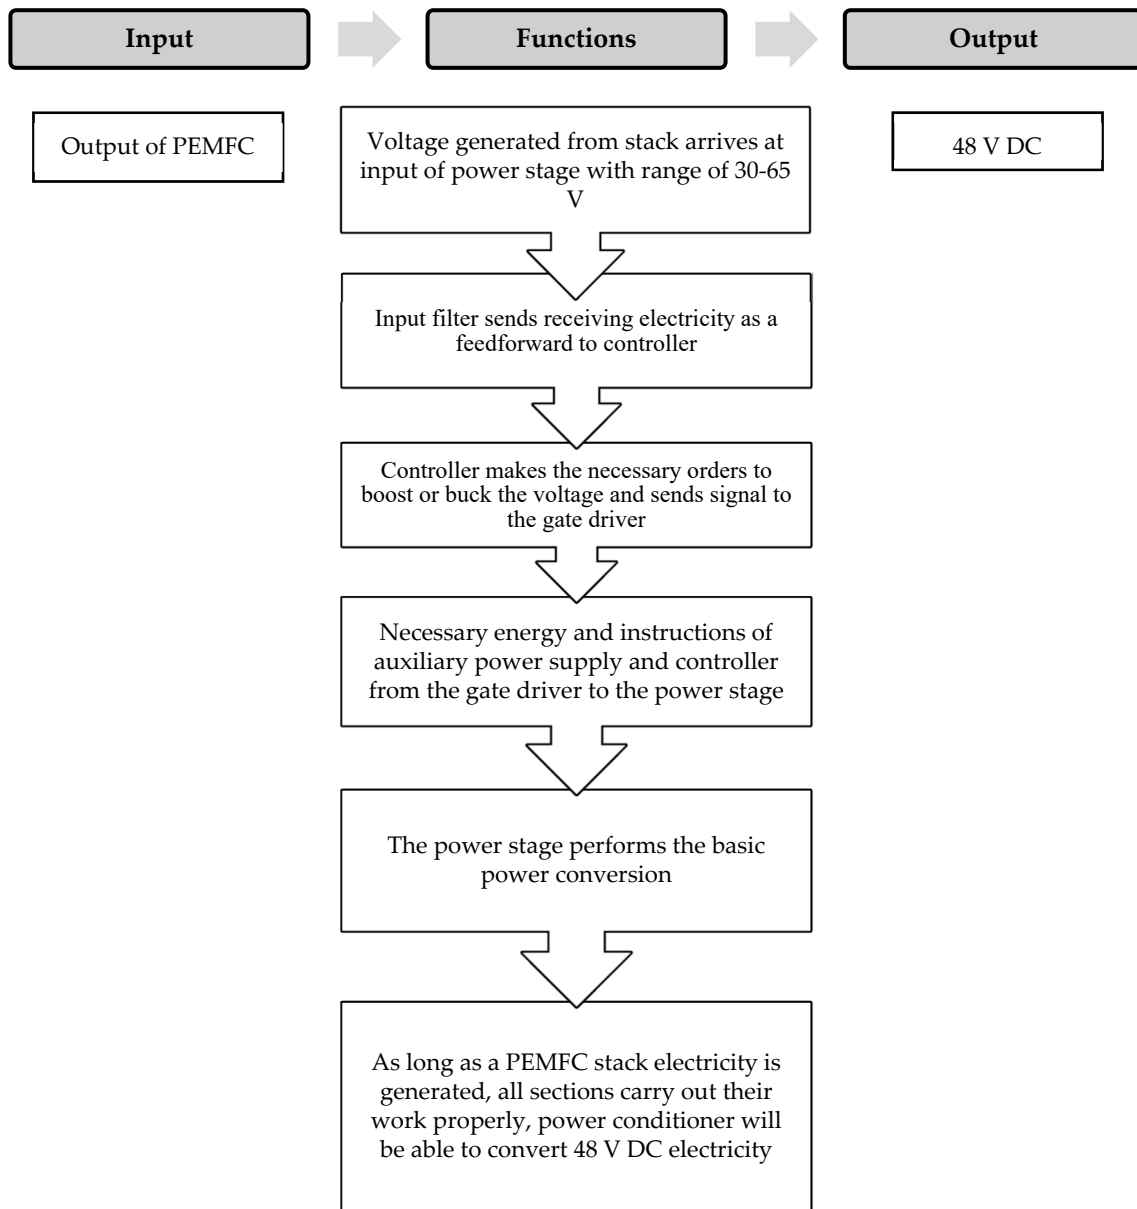 Input
Functions
Output
Output of PEMFC
Voltage generated from stack arrives at
input of power stage with range of 30-65
V
48 V DC
Input filter sends receiving electricity as a
feedforward to controller
Controller makes the necessary orders to
boost or buck the voltage and sends signal to
the gate driver
Necessary energy and instructions of
auxiliary power supply and controller
from the gate driver to the power stage
The power stage performs the basic
power conversion
As long as a PEMFC stack electricity is
generated, all sections carry out their
work properly, power conditioner will
be able to convert 48 V DC electricity